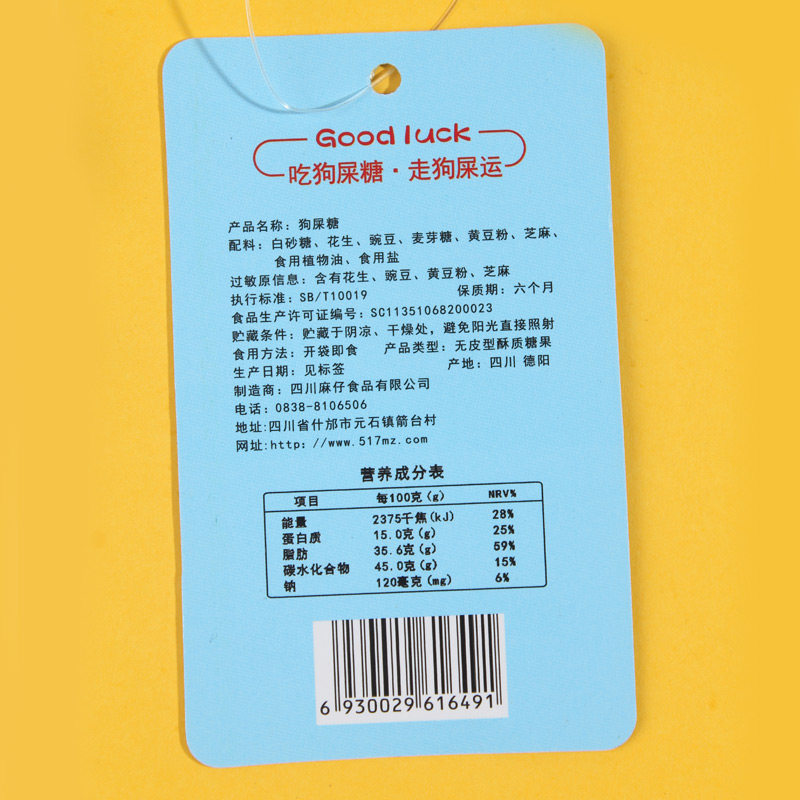 Good luck
吃狗屎糖·走狗屎运
产品名称：狗屎糖
配料：白砂糖、花生、豌豆、麦芽糖、黄豆粉、芝麻、
食用植物油、食用盐
过敏原信息：含有花生、豌豆、黄豆粉、芝麻
执行标准：SB/T10019 保质期：六个月
食品生产许可证编号：SC11351068200023
贮藏条件：贮藏于阴凉、干燥处，避免阳光直接照射
食用方法：开袋即食 产品类型：无皮型酥质糖果
生产日期：见标签 产地：四川 德阳
制造商：四川麻仔食品有限公司
电话：0838-8106506
地址:四川省什邡市元石镇箭台村
网址:http：//www.517mz.com
营养成分表
项目 每100克(g) NRV%
能量 2375千焦(kJ) 28%
蛋白质 15.0克(g) 25%
脂肪 35.6克(g) 59%
碳水化合物 45.0克(g) 15%
钠 120毫克(mg) 6%
6 930029 616491